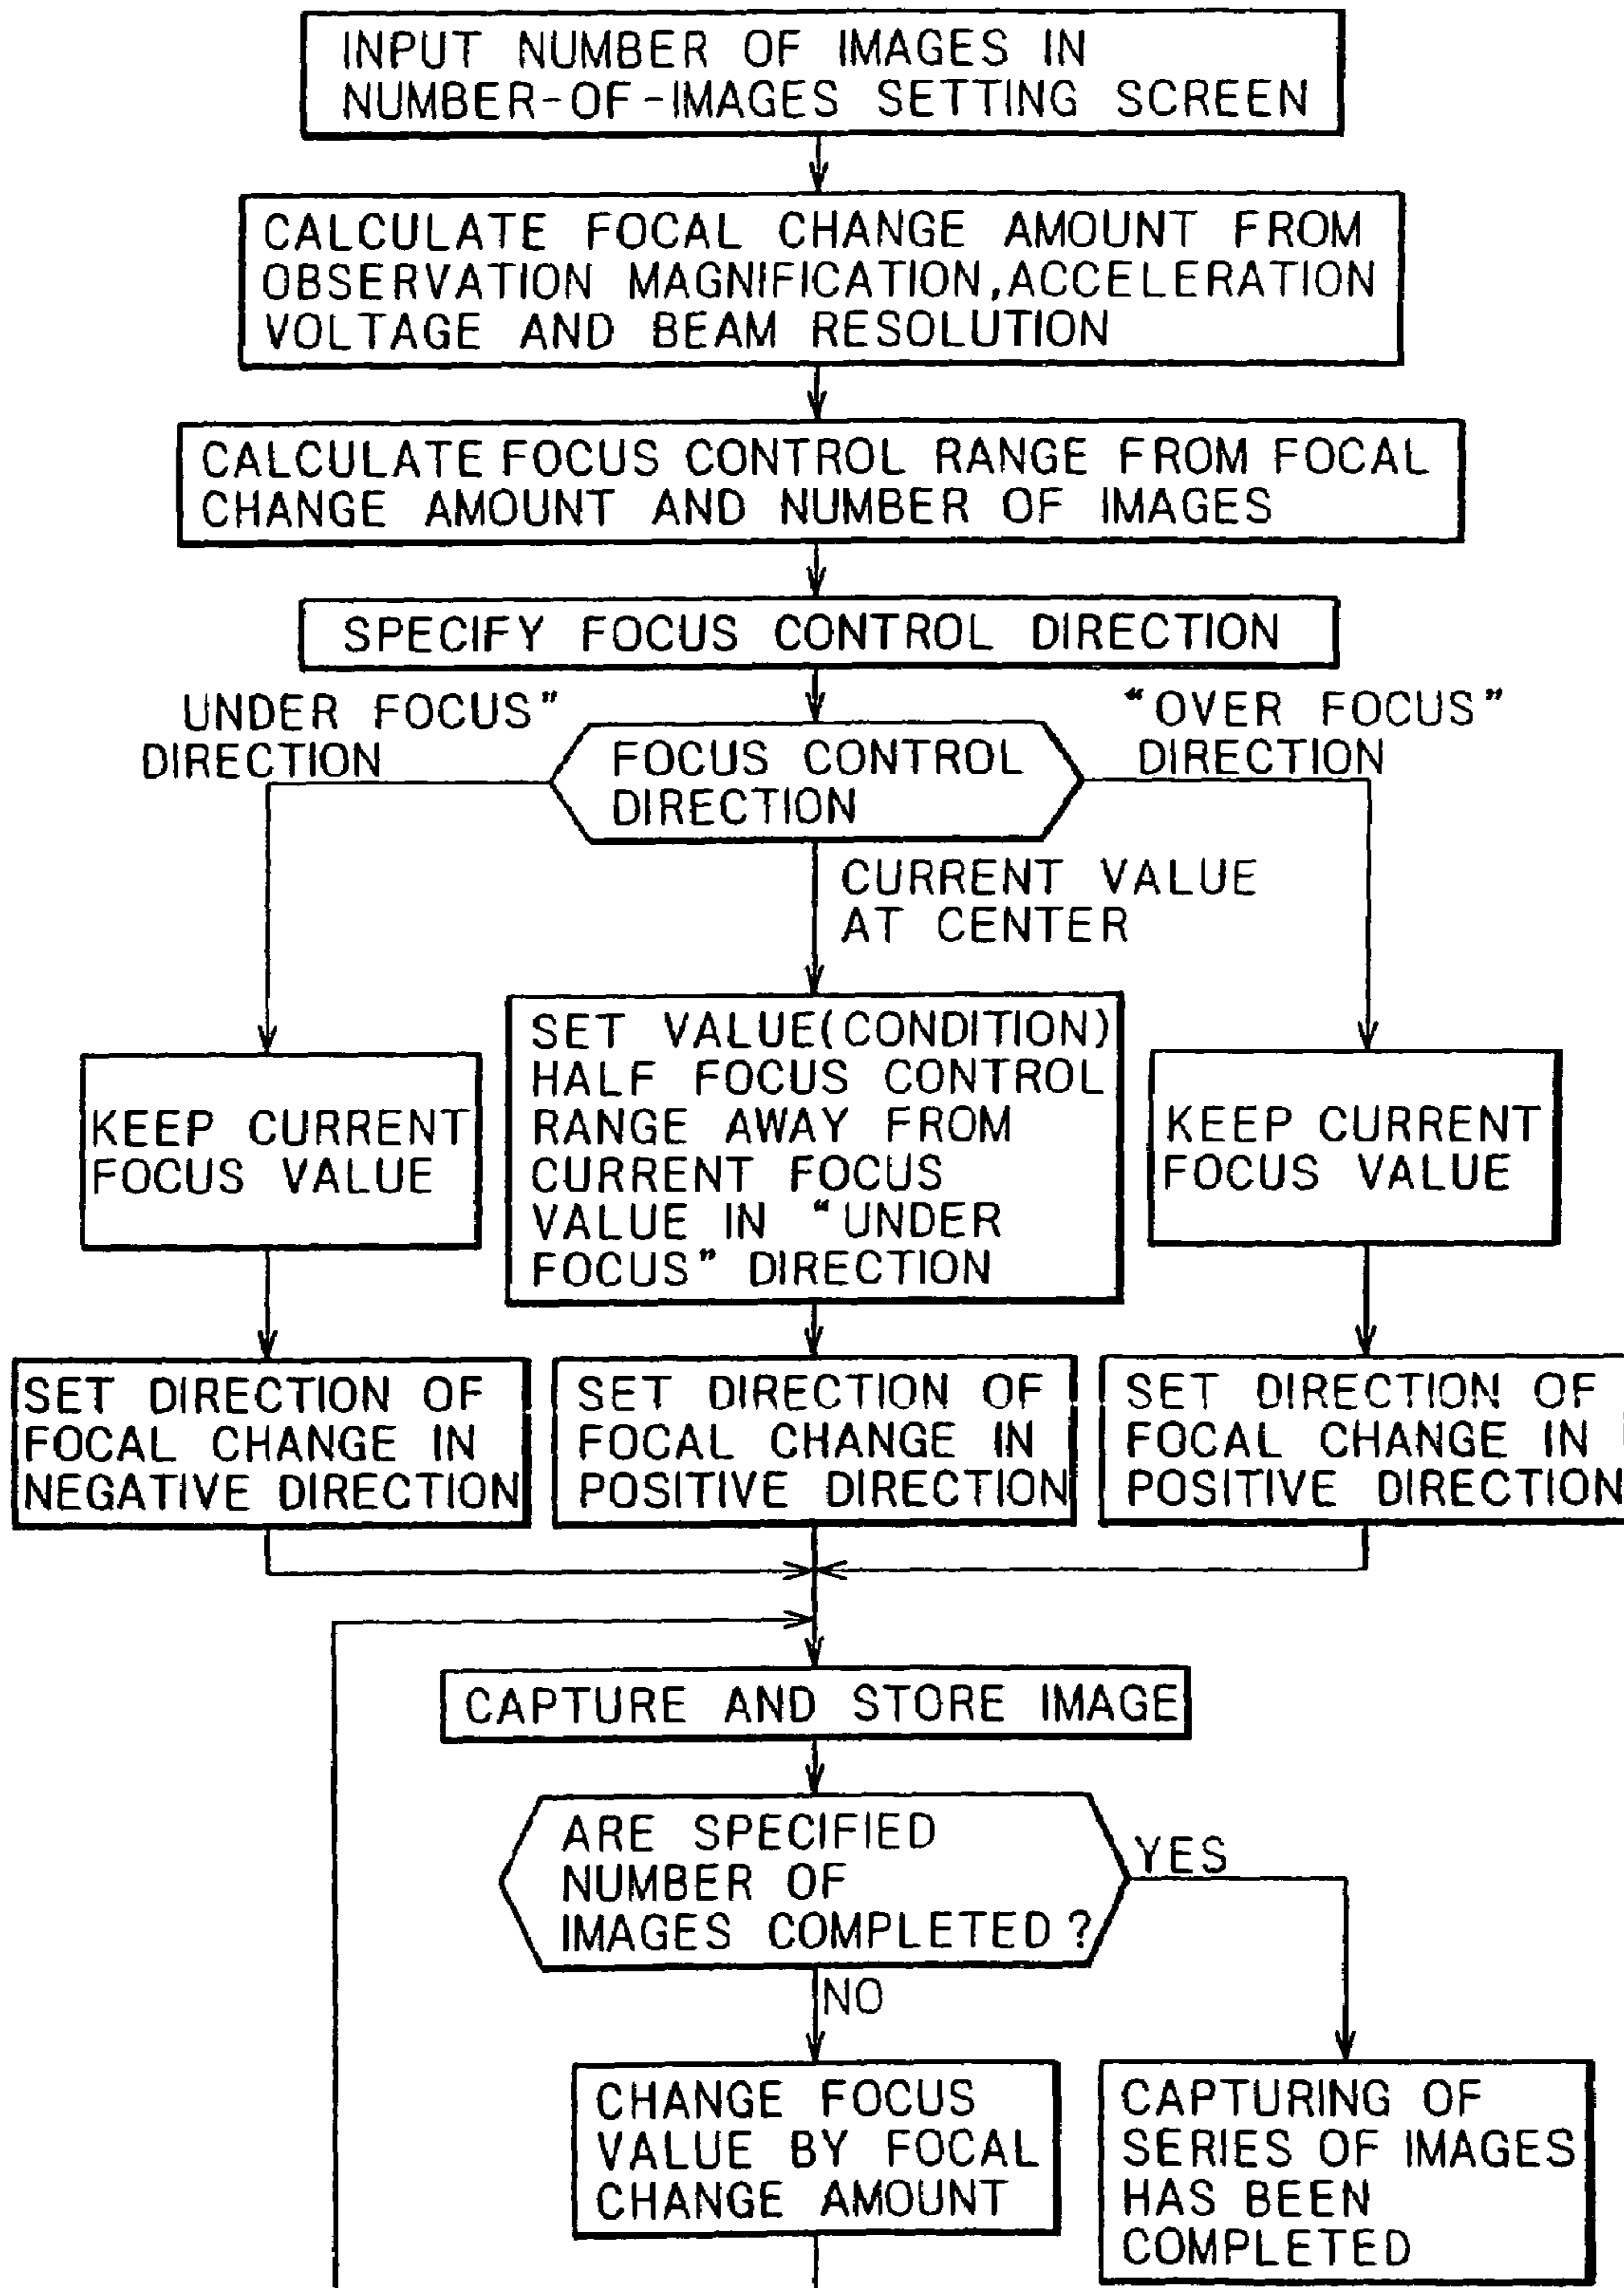 INPUT NUMBER OF IMAGES IN
NUMBER-OF-IMAGES SETTING SCREEN
CALCULATE FOCAL CHANGE AMOUNT FROM
OBSERVATION MAGNIFICATION, ACCELERATION
VOLTAGE AND BEAM RESOLUTION
CALCULATE FOCUS CONTROL RANGE FROM FOCAL
CHANGE AMOUNT AND NUMBER OF IMAGES
SPECIFY FOCUS CONTROL DIRECTION
UNDER FOCUS"
DIRECTION
FOCUS CONTROL
DIRECTION
"OVER FOCUS"
DIRECTION
CURRENT VALUE
AT CENTER
KEEP CURRENT
FOCUS VALUE
SET VALUE(CONDITION)
HALF FOCUS CONTROL
RANGE AWAY FROM
CURRENT FOCUS
VALUE IN "UNDER
FOCUS" DIRECTION
KEEP CURRENT
FOCUS VALUE
SET DIRECTION OF
FOCAL CHANGE IN
NEGATIVE DIRECTION
SET DIRECTION OF
FOCAL CHANGE IN
POSITIVE DIRECTION
SET DIRECTION OF
FOCAL CHANGE IN
POSITIVE DIRECTION
CAPTURE AND STORE IMAGE
ARE SPECIFIED
NUMBER OF
IMAGES COMPLETED?
YES
NO
CHANGE FOCUS
VALUE BY FOCAL
CHANGE AMOUNT
CAPTURING OF
SERIES OF IMAGES
HAS BEEN
COMPLETED